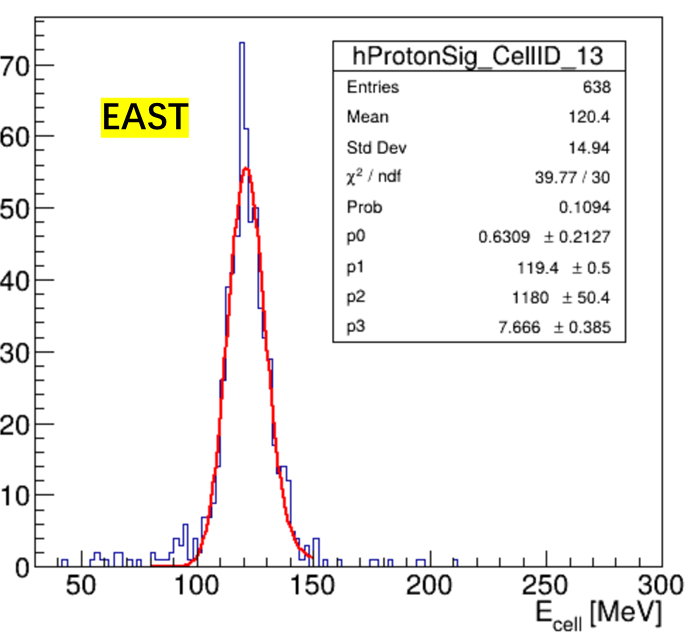 hProtonSig_CellID_13
Entries 638
Mean 120.4
Std Dev 14.94
χ² / ndf 39.77 / 30
Prob 0.1094
p0 0.6309 ± 0.2127
p1 119.4 ± 0.5
p2 1180 ± 50.4
p3 7.666 ± 0.385
EAST
70
60
50
40
30
20
10
0
50 100 150 200 250 300
E_cell [MeV]